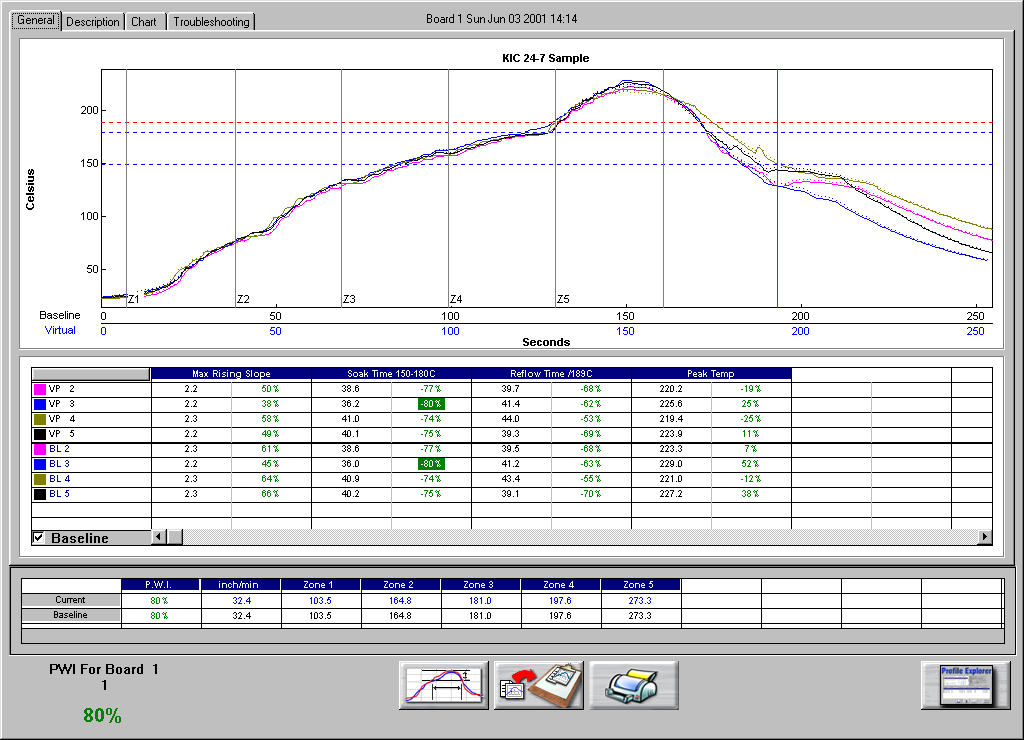 General Description Chart Troubleshooting Board 1 Sun Jun 03 2001 14:14
KIC 24-7 Sample
Celsius
200
150
100
50
Z1 Z2 Z3 Z4 Z5
Baseline 0 50 100 150 200 250
Virtual 0 50 100 150 200 250
Seconds
Max Rising Slope Soak Time 150-180C Reflow Time /189C Peak Temp
VP 2 2.2 50% 38.6 -77% 39.7 -68% 220.2 -19%
VP 3 2.2 38% 36.2 -80% 41.4 -62% 225.6 25%
VP 4 2.3 58% 41.0 -74% 44.0 -53% 219.4 -25%
VP 5 2.2 49% 40.1 -75% 39.3 -69% 223.9 11%
BL 2 2.3 61% 38.6 -77% 39.5 -68% 223.3 7%
BL 3 2.2 45% 36.0 -80% 41.2 -63% 229.0 52%
BL 4 2.3 64% 40.9 -74% 43.4 -55% 221.0 -12%
BL 5 2.3 66% 40.2 -75% 39.1 -70% 227.2 38%
Baseline
P.W.I. inch/min Zone 1 Zone 2 Zone 3 Zone 4 Zone 5
Current 80% 32.4 103.5 164.8 181.0 197.6 273.3
Baseline 80% 32.4 103.5 164.8 181.0 197.6 273.3
PWI For Board 1
1
80%
Profile Explorer